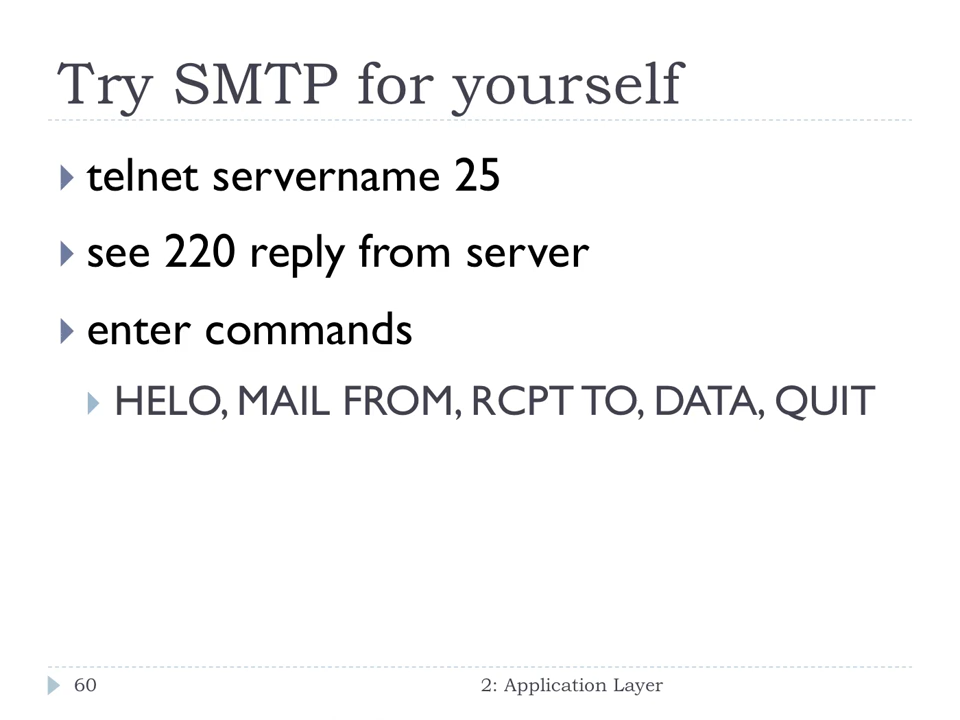 Try SMTP for yourself
telnet servername 25
see 220 reply from server
enter commands
HELO, MAIL FROM, RCPT TO, DATA, QUIT
60
2: Application Layer